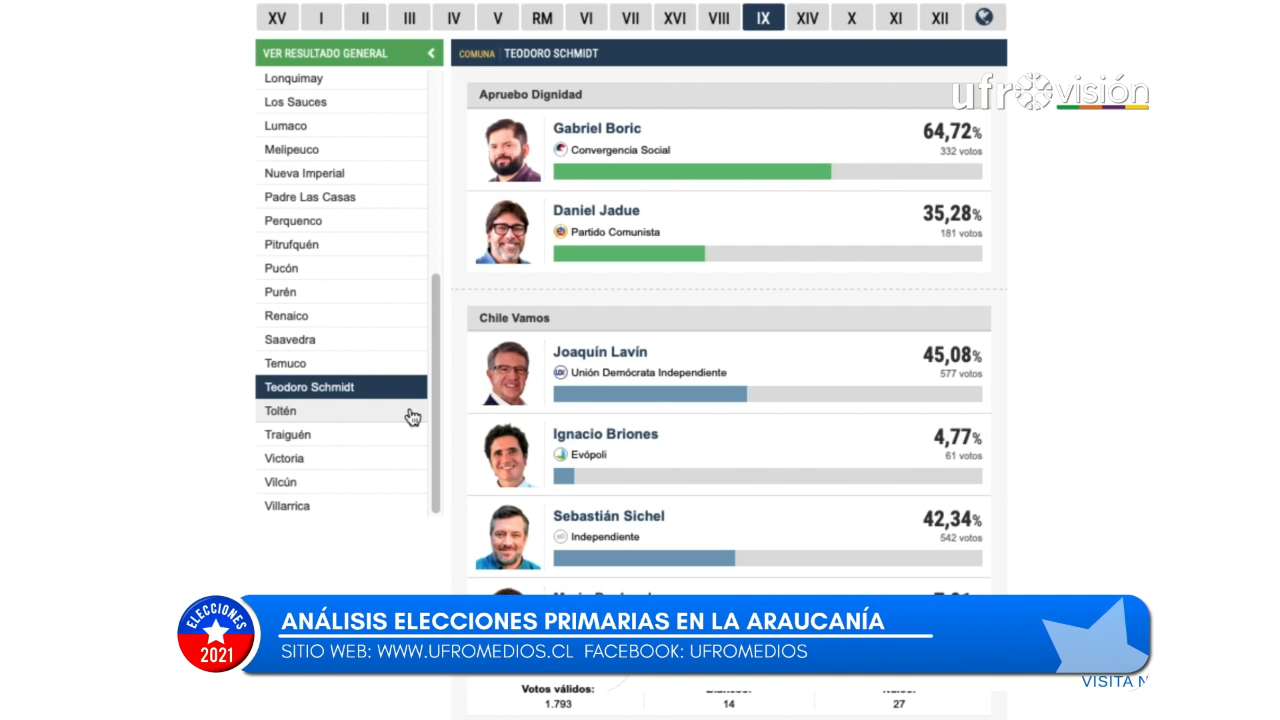 XV I II III IV V RM VI VII XVI VIII IX XIV X XI XII
VER RESULTADO GENERAL
COMUNA TEODORO SCHMIDT
Lonquimay
Los Sauces
Lumaco
Melipeuco
Nueva Imperial
Padre Las Casas
Perquenco
Pitrufquén
Pucón
Purén
Renaico
Saavedra
Temuco
Teodoro Schmidt
Toltén
Traiguén
Victoria
Vilcún
Villarrica
ufro visión
Apruebo Dignidad
Gabriel Boric
64,72%
Convergencia Social
332 votos
Daniel Jadue
35,28%
Partido Comunista
181 votos
Chile Vamos
Joaquín Lavín
45,08%
Unión Demócrata Independiente
577 votos
Ignacio Briones
4,77%
Evópoli
61 votos
Sebastián Sichel
42,34%
Independiente
542 votos
ELECCIONES
2021
ANÁLISIS ELECCIONES PRIMARIAS EN LA ARAUCANÍA
SITIO WEB: WWW.UFROMEDIOS.CL FACEBOOK: UFROMEDIOS
VISITA
Votos válidos:
1.793
14
27